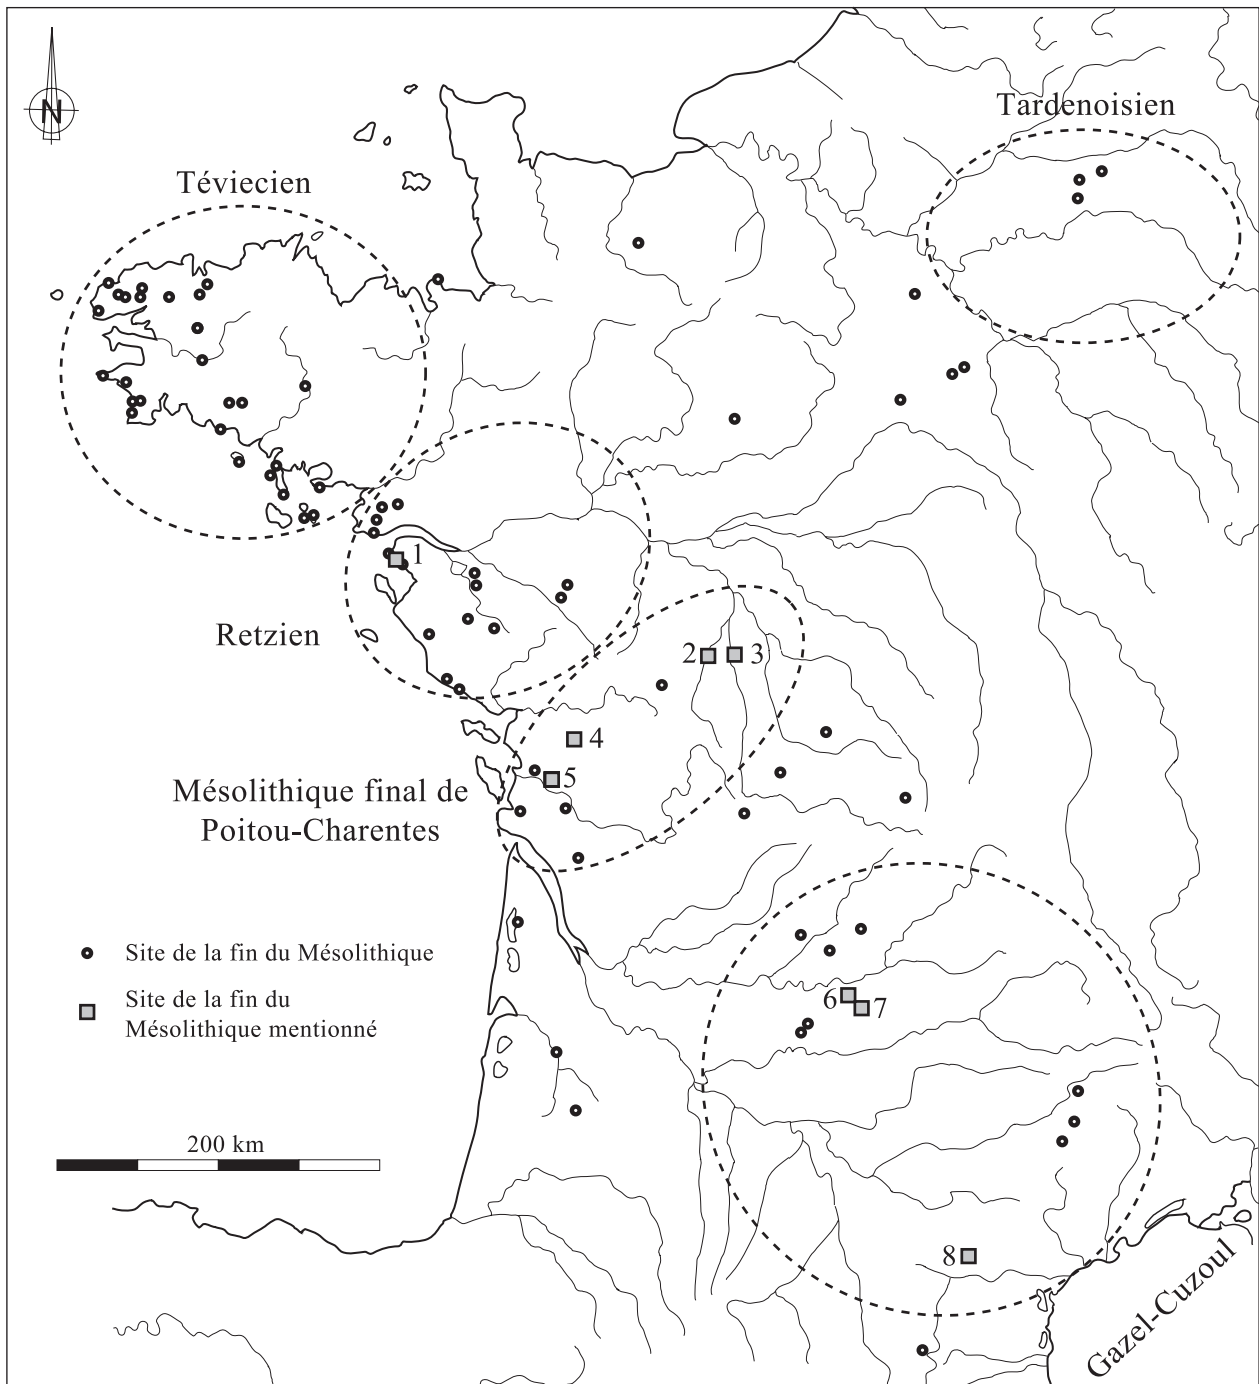 N
Tardenoisien
Téviecien
1
Retzien
2
3
4
5
Mésolithique final de
Poitou-Charentes
Site de la fin du Mésolithique
Site de la fin du
Mésolithique mentionné
6
7
200 km
8
Gazel-Cuzoul